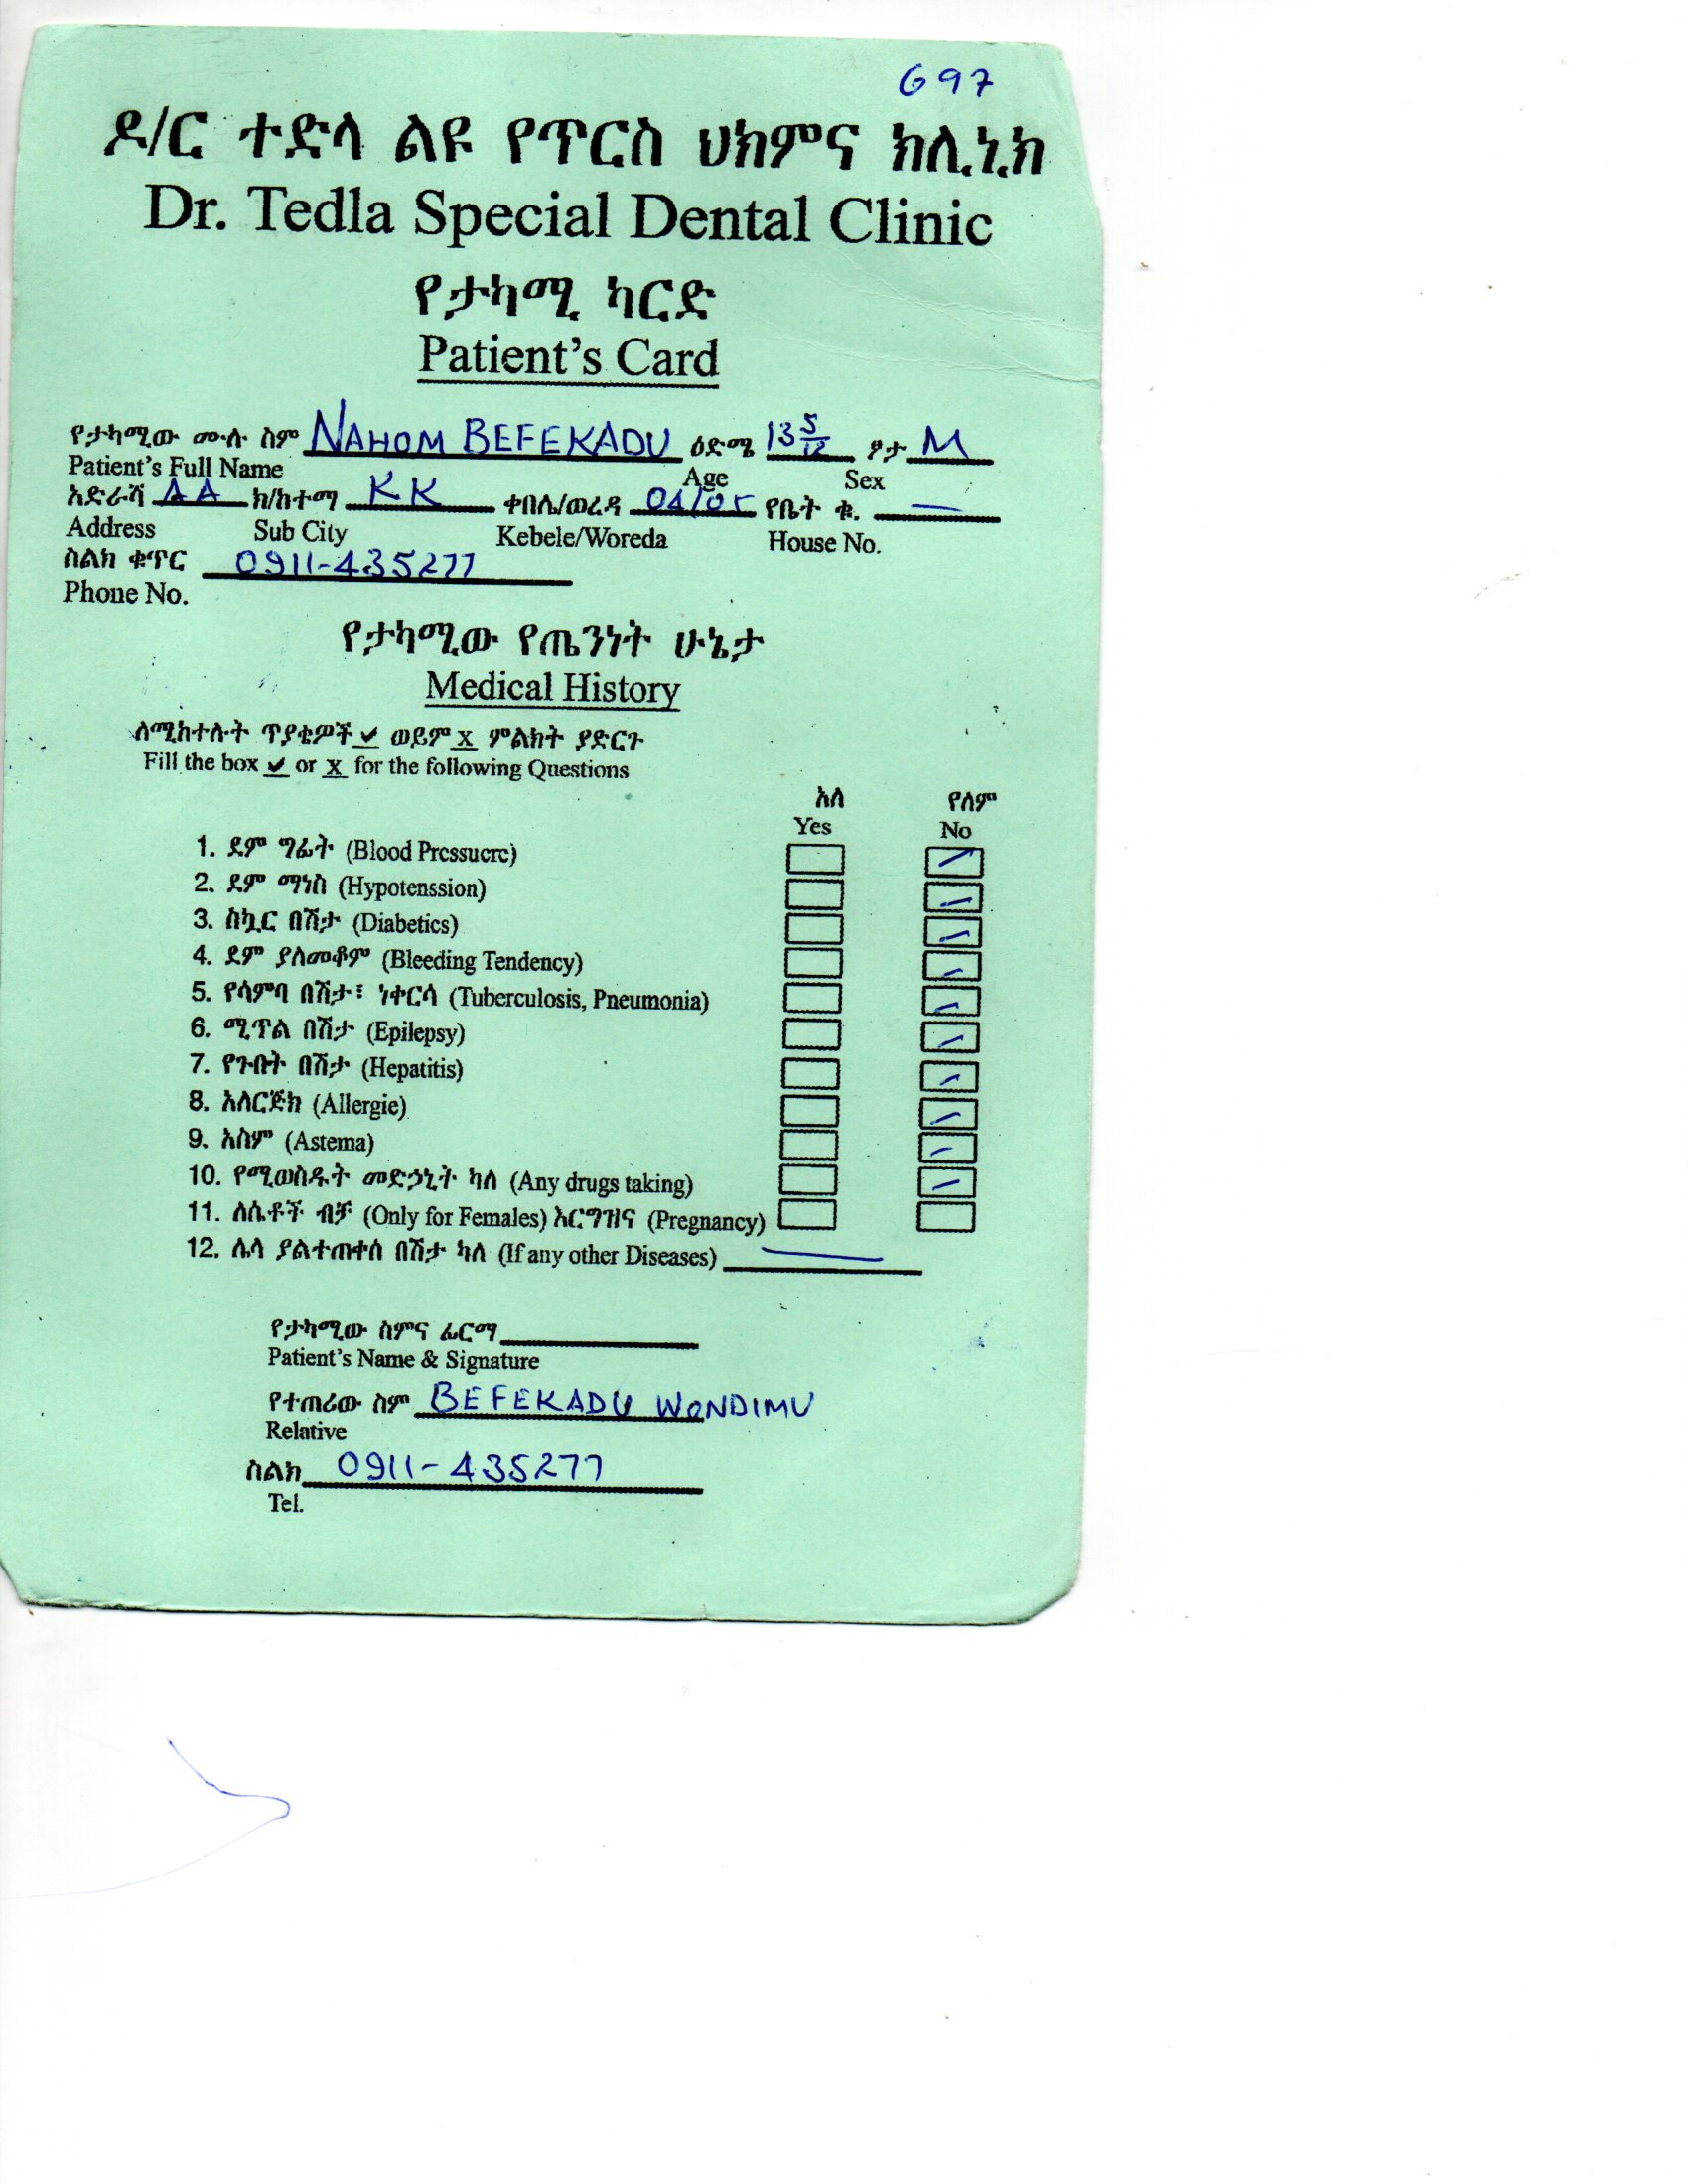 697
ዶ/ር ተድላ ልዩ የጥርስ ህክምና ክሊኒክ
Dr. Tedla Special Dental Clinic
የታካሚ ካርድ
Patient's Card
የታካሚው ሙሉ ስም NAHOM BEFEKADU ዕድሜ 13 5/12 ፆታ M
Patient's Full Name Age Sex
አድራሻ AA ክ/ከተማ KK ቀበሌ/ወረዳ 04/05 የቤት ቁ. —
Address Sub City Kebele/Woreda House No.
ስልክ ቁጥር 0911-435277
Phone No.
የታካሚው የጤንነት ሁኔታ
Medical History
ለሚከተሉት ጥያቄዎች ✔ ወይም X ምልክት ያድርጉ
Fill the box ✔ or X for the following Questions
አለ የለም
Yes No
1. ደም ግፊት (Blood Pressuere)
2. ደም ማነስ (Hypotenssion)
3. ስኳር በሽታ (Diabetics)
4. ደም ያለመቆም (Bleeding Tendency)
5. የሳምባ በሽታ፣ ነቀርሳ (Tuberculosis, Pneumonia)
6. ሚጥል በሽታ (Epilepsy)
7. የጉበት በሽታ (Hepatitis)
8. አለርጅክ (Allergie)
9. አስም (Astema)
10. የሚወስዱት መድኃኒት ካለ (Any drugs taking)
11. ለሴቶች ብቻ (Only for Females) እርግዝና (Pregnancy)
12. ሌላ ያልተጠቀሰ በሽታ ካለ (If any other Diseases) —
የታካሚው ስምና ፊርማ
Patient's Name & Signature
የተጠሪው ስም BEFEKADU WONDIMU
Relative
ስልክ 0911-435277
Tel.